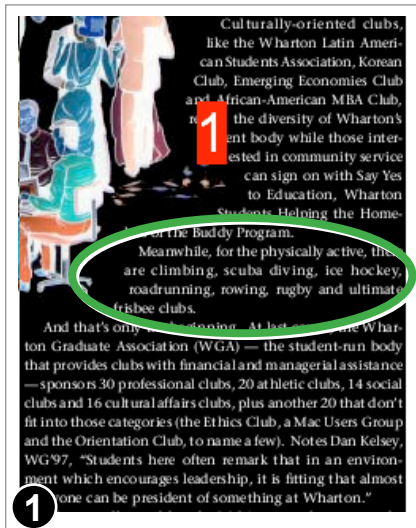 Culturally-oriented clubs,
like the Wharton Latin Ameri-
can Students Association, Korean
Club, Emerging Economies Club
and African-American MBA Club,
the diversity of Wharton's
1
ent body while those inter-
ested in community service
can sign on with Say Yes
to Education, Wharton
Students Helping the Home-
or the Buddy Program.
Meanwhile, for the physically active, there
are climbing, scuba diving, ice hockey,
roadrunning, rowing, rugby and ultimate
frisbee clubs.
And that's only beginning. At last the Whar-
ton Graduate Association (WGA) — the student-run body
that provides clubs with financial and managerial assistance
— sponsors 30 professional clubs, 20 athletic clubs, 14 social
clubs and 16 cultural affairs clubs, plus another 20 that don't
fit into those categories (the Ethics Club, a Mac Users Group
and the Orientation Club, to name a few). Notes Dan Kelsey,
WG'97, "Students here often remark that in an environ-
ment which encourages leadership, it is fitting that almost
one can be president of something at Wharton."
1